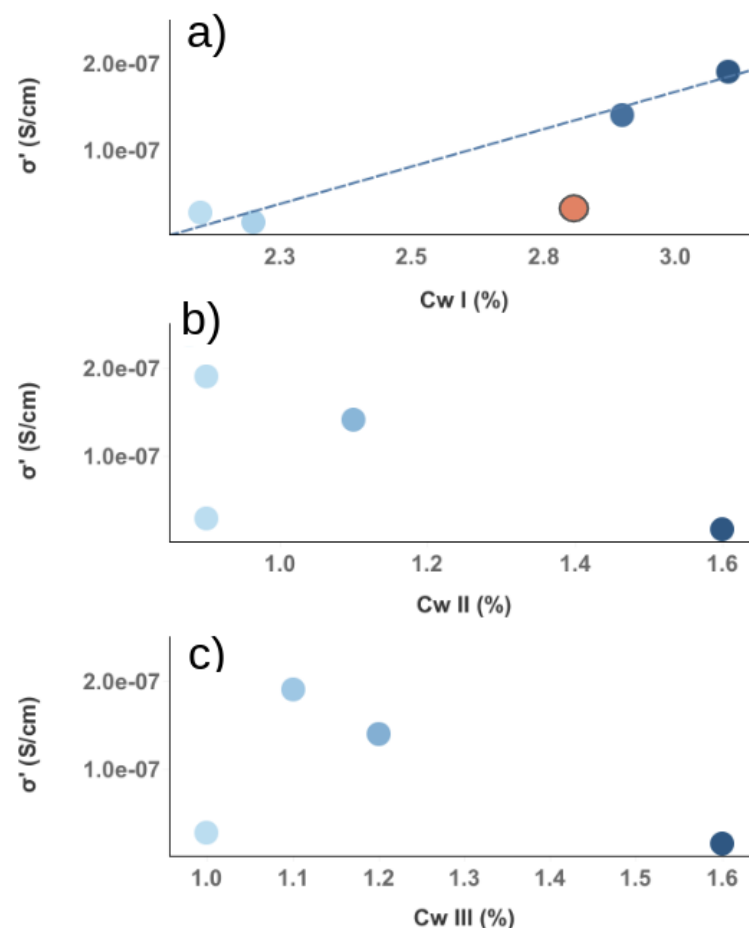 a)
σ' (S/cm)
2.0e-07
1.0e-07
2.3 2.5 2.8 3.0
Cw I (%)
b)
σ' (S/cm)
2.0e-07
1.0e-07
1.0 1.2 1.4 1.6
Cw II (%)
c)
σ' (S/cm)
2.0e-07
1.0e-07
1.0 1.1 1.2 1.3 1.4 1.5 1.6
Cw III (%)